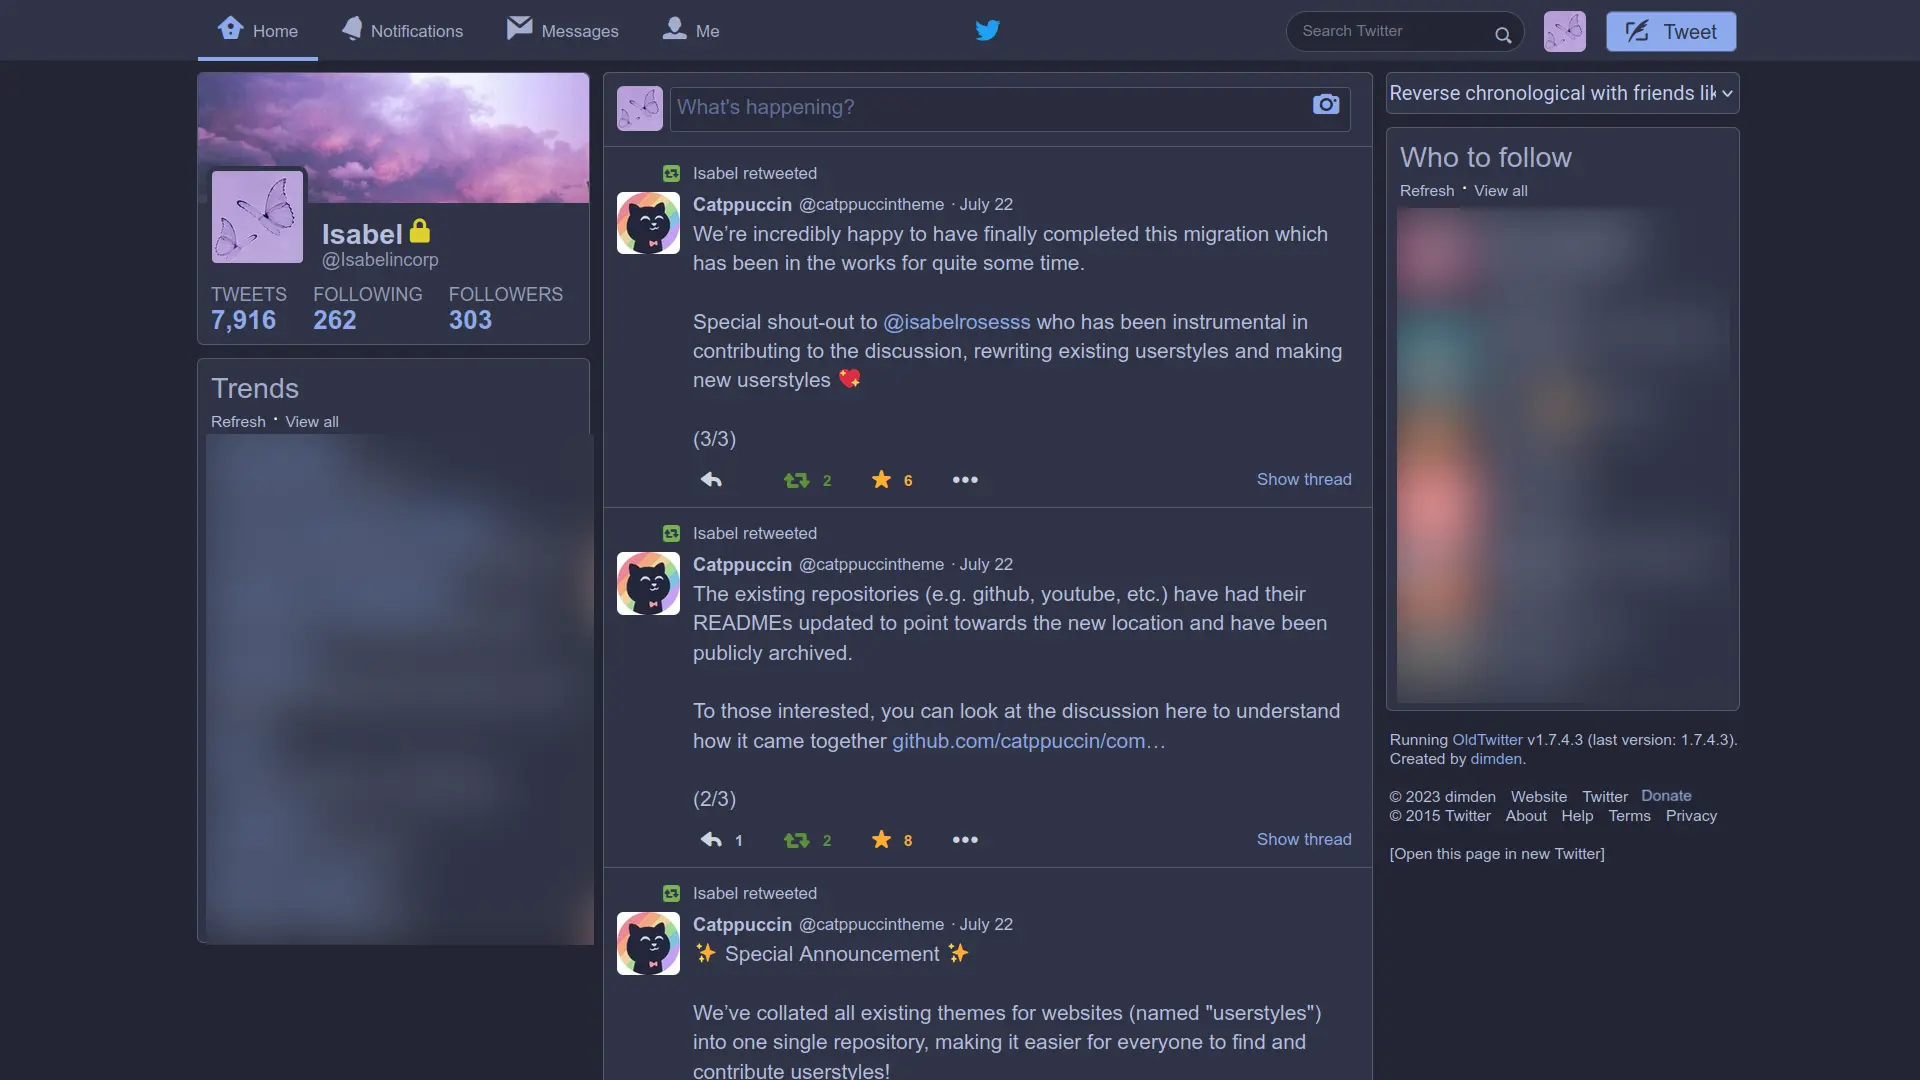 Home
Notifications
Messages
Me
Search Twitter
Tweet
Isabel
@Isabelincorp
TWEETS FOLLOWING FOLLOWERS
7,916 262 303
Trends
Refresh · View all
What's happening?
Isabel retweeted
Catppuccin @catppuccintheme · July 22
We’re incredibly happy to have finally completed this migration which
has been in the works for quite some time.
Special shout-out to @isabelrosesss who has been instrumental in
contributing to the discussion, rewriting existing userstyles and making
new userstyles 💖
(3/3)
2 6 Show thread
Isabel retweeted
Catppuccin @catppuccintheme · July 22
The existing repositories (e.g. github, youtube, etc.) have had their
READMEs updated to point towards the new location and have been
publicly archived.
To those interested, you can look at the discussion here to understand
how it came together github.com/catppuccin/com…
(2/3)
1 2 8 Show thread
Isabel retweeted
Catppuccin @catppuccintheme · July 22
✨ Special Announcement ✨
We’ve collated all existing themes for websites (named "userstyles")
into one single repository, making it easier for everyone to find and
contribute userstyles!
Reverse chronological with friends lik
Who to follow
Refresh · View all
Running OldTwitter v1.7.4.3 (last version: 1.7.4.3).
Created by dimden.
© 2023 dimden Website Twitter Donate
© 2015 Twitter About Help Terms Privacy
[Open this page in new Twitter]